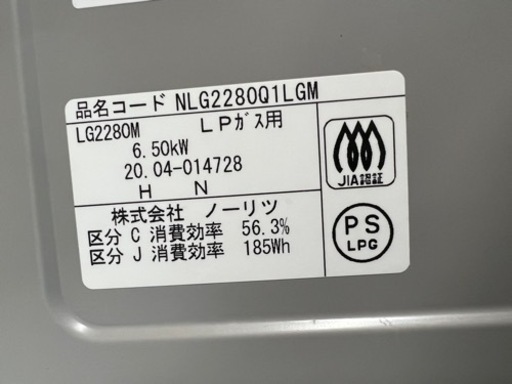 品名コード NLG2280Q1LGM
LG2280M LPガス用
6.50kW
20.04-014728
H N
株式会社 ノーリツ
区分 C 消費効率 56.3%
区分 J 消費効率 185Wh
JIA認証
PS
LPG